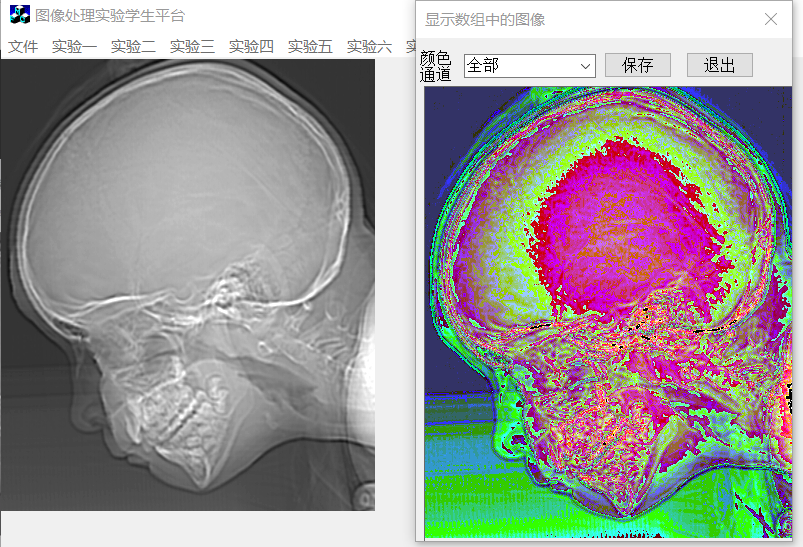 图像处理实验学生平台
文件 实验一 实验二 实验三 实验四 实验五 实验六
显示数组中的图像
颜色
通道
全部
保存
退出